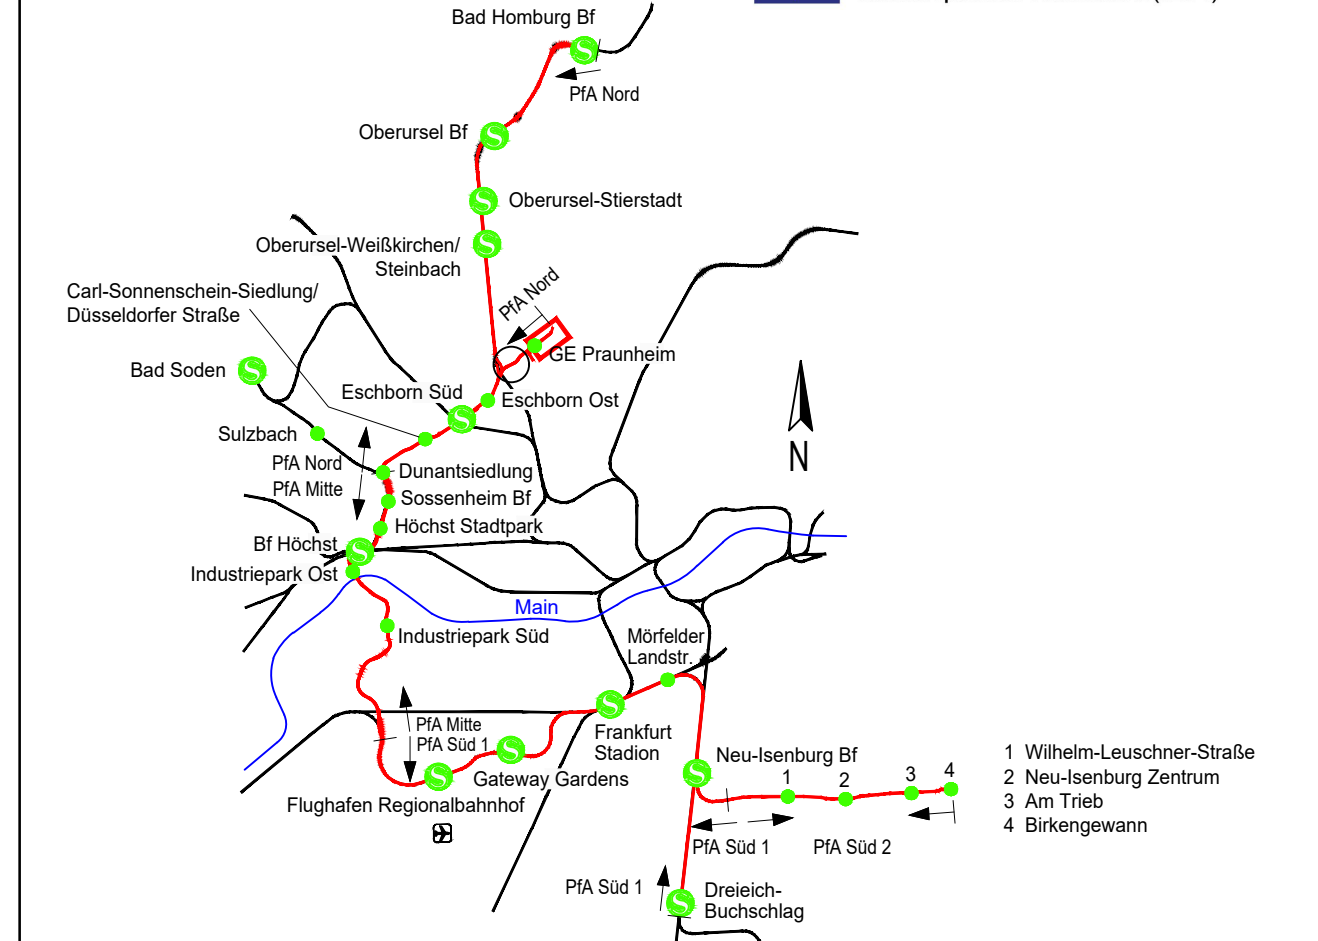 Bad Homburg Bf
PfA Nord
Oberursel Bf
Oberursel-Stierstadt
Oberursel-Weißkirchen/
Steinbach
PfA Nord
Carl-Sonnenschein-Siedlung/
Düsseldorfer Straße
GE Praunheim
Bad Soden
Eschborn Süd
Eschborn Ost
Sulzbach
PfA Nord
PfA Mitte
Dunantsiedlung
Sossenheim Bf
Höchst Stadtpark
N
Bf Höchst
Industriepark Ost
Main
Industriepark Süd
Mörfelder
Landstr.
PfA Mitte
PfA Süd 1
Frankfurt
Stadion
Gateway Gardens
Flughafen Regionalbahnhof
Neu-Isenburg Bf
1
2
3
4
1 Wilhelm-Leuschner-Straße
2 Neu-Isenburg Zentrum
3 Am Trieb
4 Birkengewann
PfA Süd 1
PfA Süd 2
PfA Süd 1
Dreieich-
Buchschlag